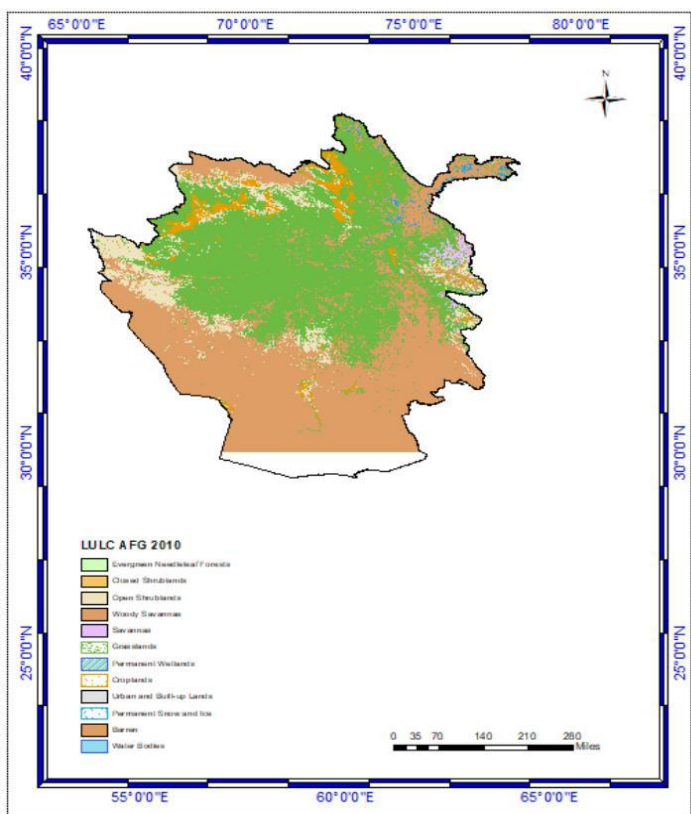 65°0'0"E 70°0'0"E 75°0'0"E 80°0'0"E
40°0'0"N 40°0'0"N
N
35°0'0"N 35°0'0"N
30°0'0"N 30°0'0"N
LULC AFG 2010
Evergreen Needleleaf Forests
Closed Shrublands
Open Shrublands
Woody Savannas
Savannas
Grasslands
Permanent Wetlands
Croplands
Urban and Built-up Lands
Permanent Snow and Ice
Barren
Water Bodies
25°0'0"N 25°0'0"N
0 35 70 140 210 280
Miles
55°0'0"E 60°0'0"E 65°0'0"E